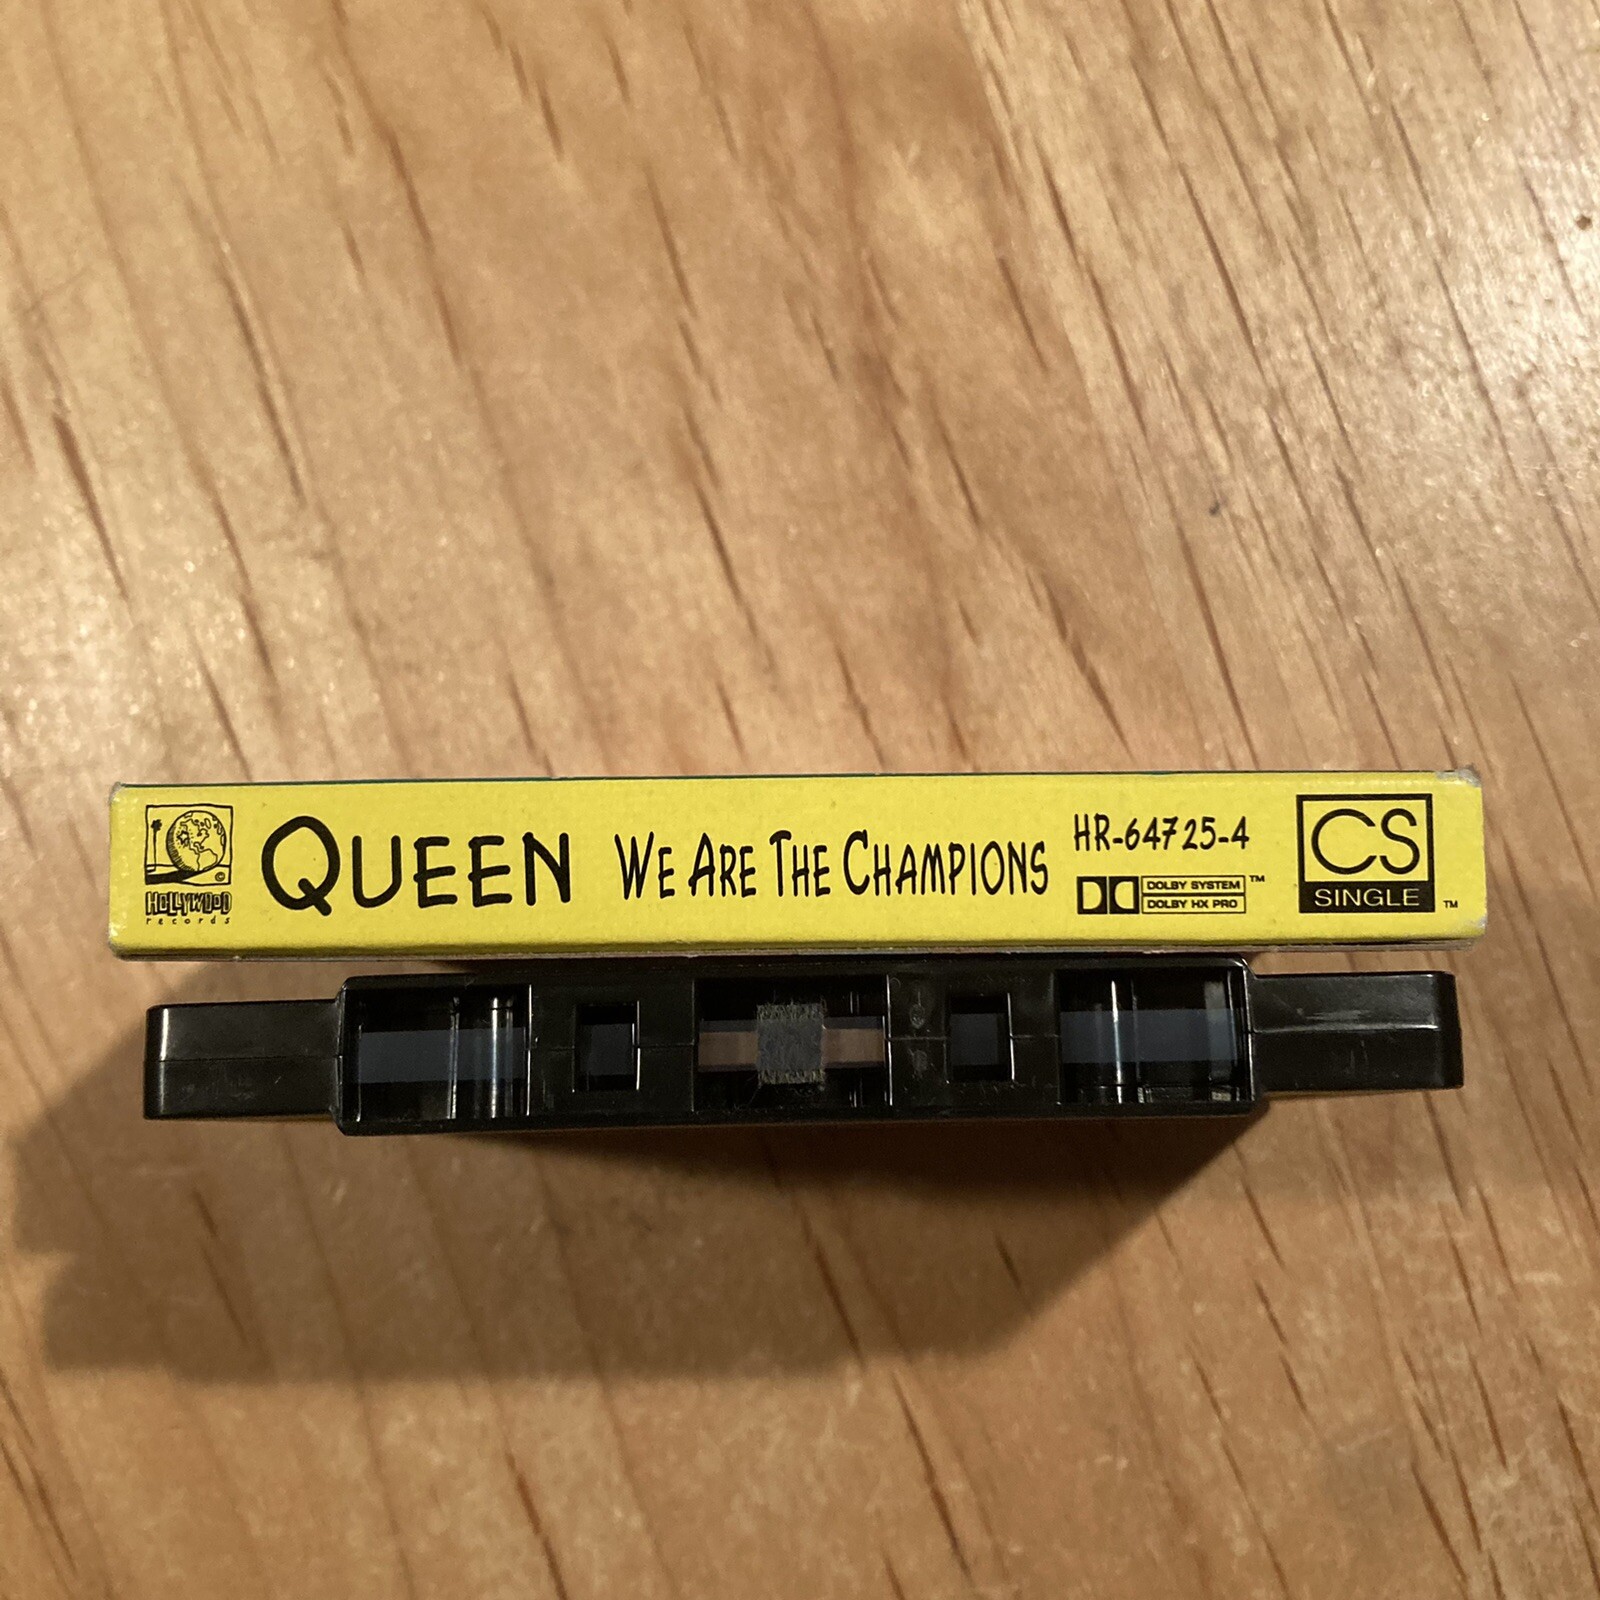 HOLLYWOOD
records
©
QUEEN WE ARE THE CHAMPIONS
HR-64725-4
DOLBY SYSTEM ™
DOLBY HX PRO
CS
SINGLE ™